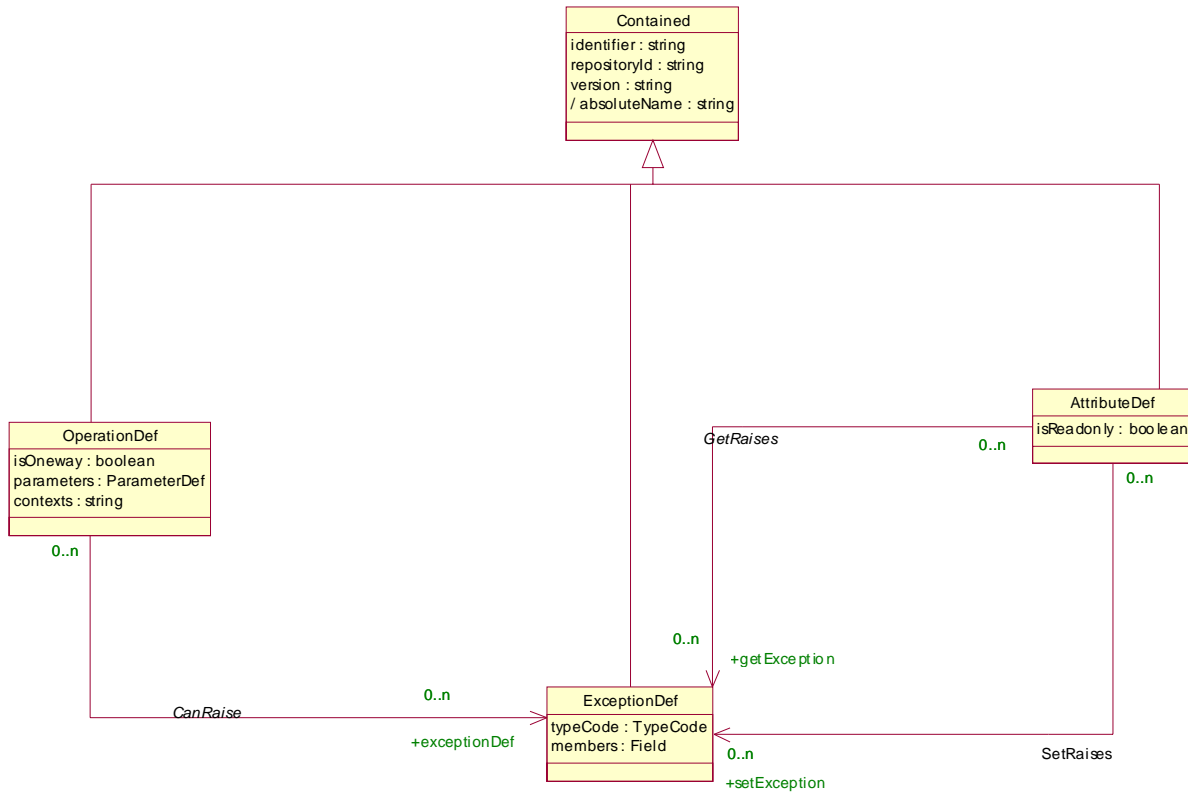 Contained
identifier : string
repositoryId : string
version : string
/ absoluteName : string
OperationDef
isOneway : boolean
parameters : ParameterDef
contexts : string
0..n
AttributeDef
isReadonly : boolean
GetRaises
0..n
0..n
0..n
+getException
CanRaise
0..n
+exceptionDef
ExceptionDef
typeCode : TypeCode
members : Field
0..n
+setException
SetRaises